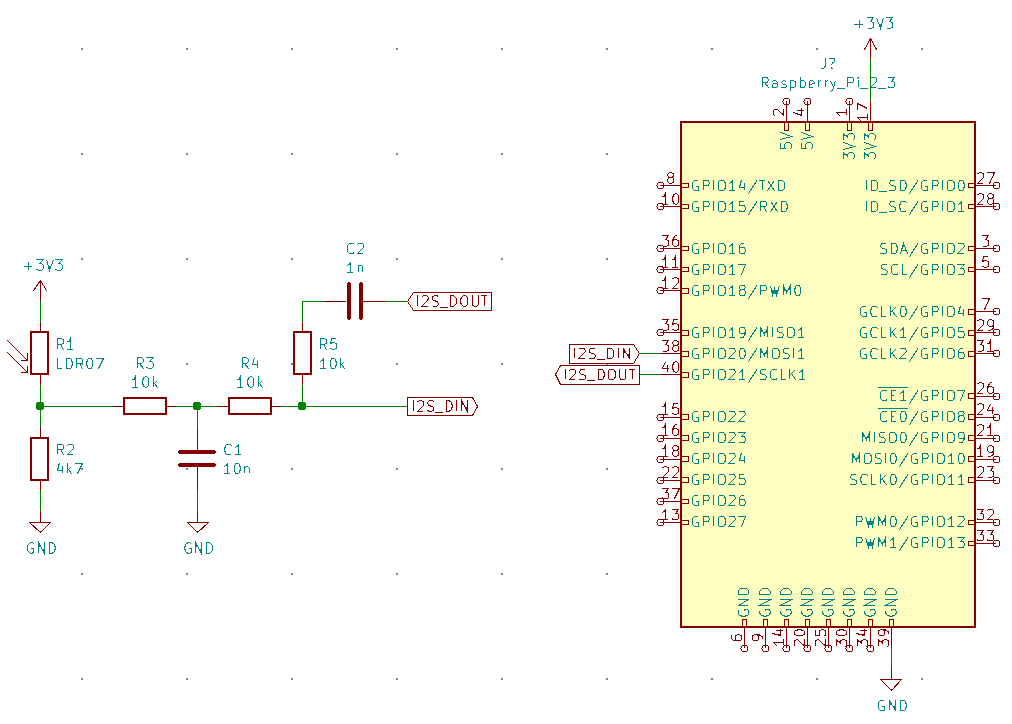 +3V3
R1
LDR07
R2
4k7
GND
R3
10k
C1
10n
GND
R4
10k
R5
10k
C2
1n
I2S_DOUT
I2S_DIN
+3V3
J?
Raspberry_Pi_2_3
2
4
1
17
5V
5V
3V3
3V3
8
GPIO14/TXD
10
GPIO15/RXD
36
GPIO16
11
GPIO17
12
GPIO18/PWM0
35
GPIO19/MISO1
I2S_DIN
38
GPIO20/MOSI1
I2S_DOUT
40
GPIO21/SCLK1
15
GPIO22
16
GPIO23
18
GPIO24
22
GPIO25
37
GPIO26
13
GPIO27
ID_SD/GPIO0
27
ID_SC/GPIO1
28
SDA/GPIO2
3
SCL/GPIO3
5
GCLK0/GPIO4
7
GCLK1/GPIO5
29
GCLK2/GPIO6
31
CE1/GPIO7
26
CE0/GPIO8
24
MISO0/GPIO9
21
MOSI0/GPIO10
19
SCLK0/GPIO11
23
PWM0/GPIO12
32
PWM1/GPIO13
33
GND
GND
GND
GND
GND
GND
GND
GND
6
9
14
20
25
30
34
39
GND